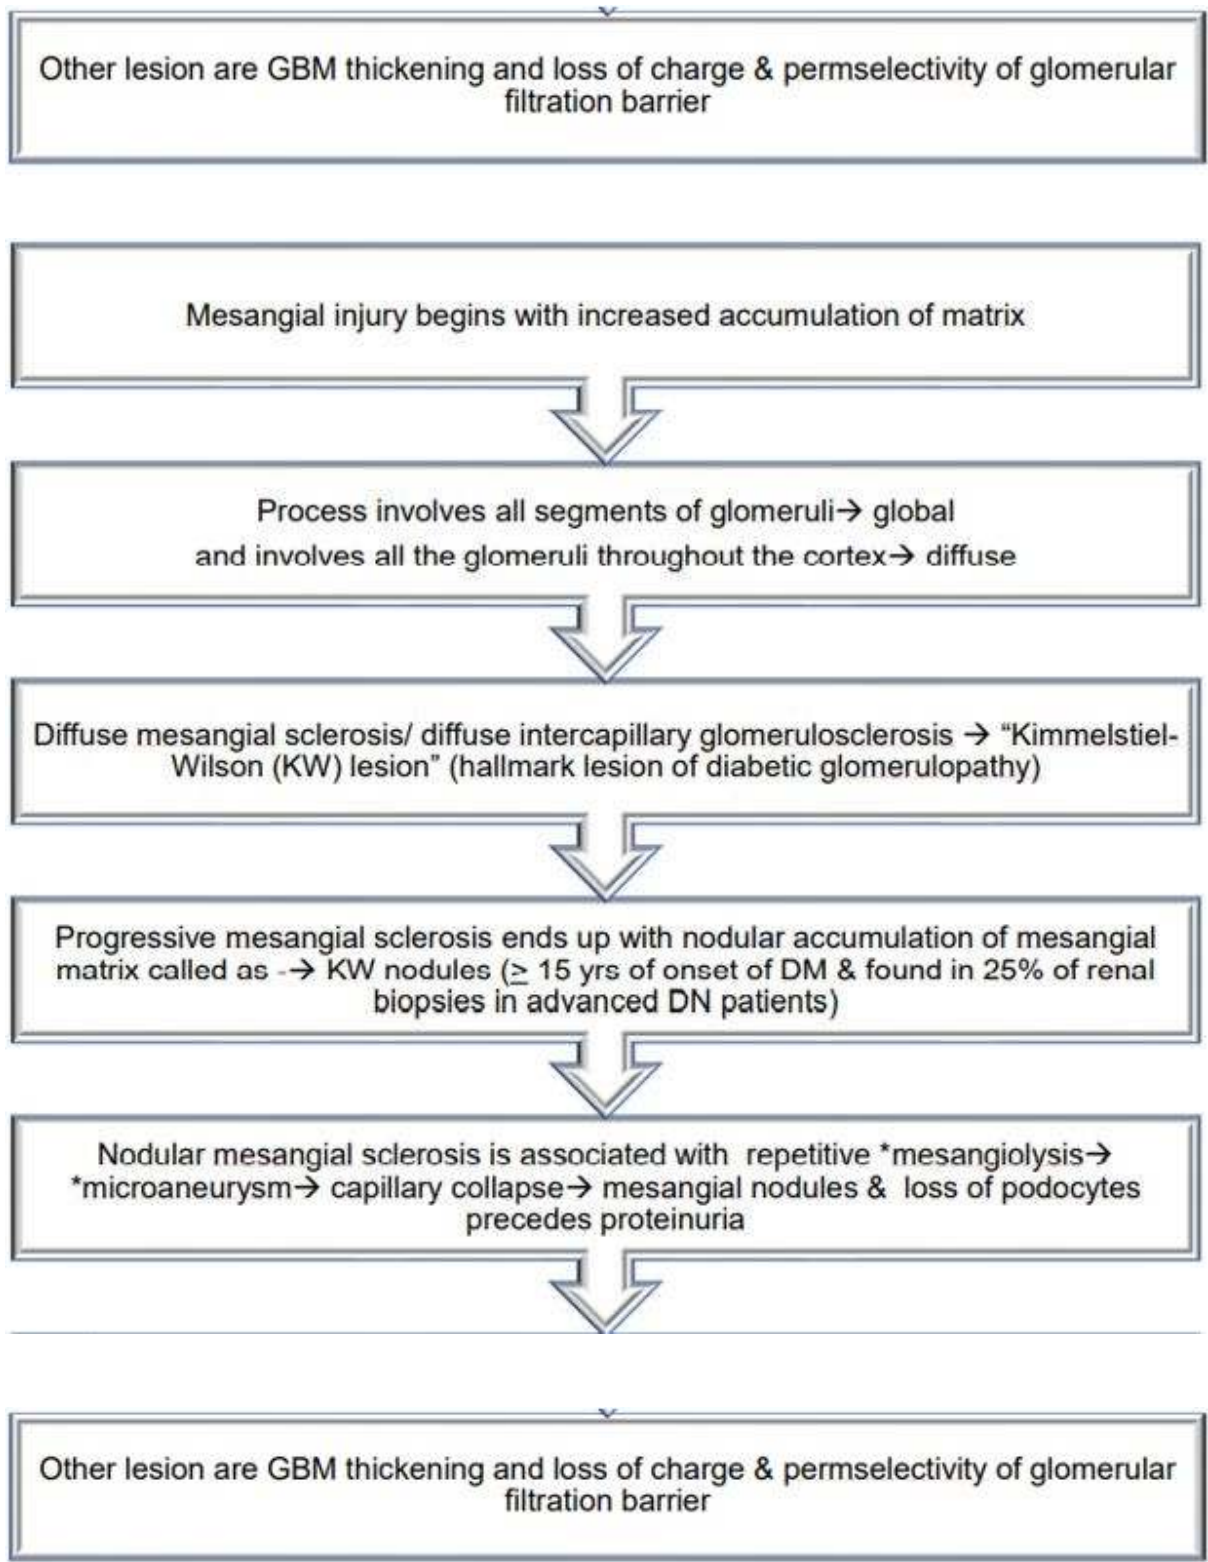 Other lesion are GBM thickening and loss of charge & permselectivity of glomerular
filtration barrier
Mesangial injury begins with increased accumulation of matrix
Process involves all segments of glomeruli→ global
and involves all the glomeruli throughout the cortex→ diffuse
Diffuse mesangial sclerosis/ diffuse intercapillary glomerulosclerosis → “Kimmelstiel-
Wilson (KW) lesion” (hallmark lesion of diabetic glomerulopathy)
Progressive mesangial sclerosis ends up with nodular accumulation of mesangial
matrix called as -→ KW nodules (≥ 15 yrs of onset of DM & found in 25% of renal
biopsies in advanced DN patients)
Nodular mesangial sclerosis is associated with repetitive *mesangiolysis→
*microaneurysm→ capillary collapse→ mesangial nodules & loss of podocytes
precedes proteinuria
Other lesion are GBM thickening and loss of charge & permselectivity of glomerular
filtration barrier